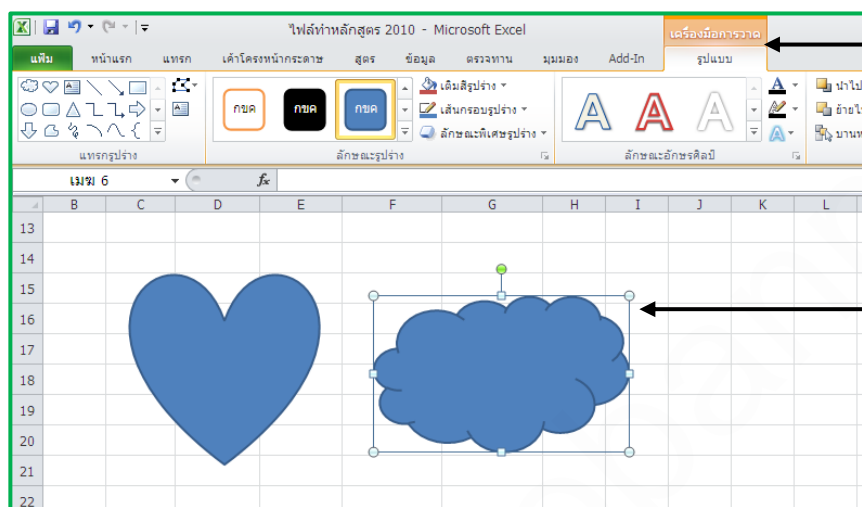 ไฟล์ทำหลักสูตร 2010 - Microsoft Excel
เครื่องมือการวาด
แฟ้ม หน้าแรก แทรก เค้าโครงหน้ากระดาษ สูตร ข้อมูล ตรวจทาน มุมมอง Add-In รูปแบบ
กขค กขค กขค
เติมสีรูปร่าง
เส้นกรอบรูปร่าง
ลักษณะพิเศษรูปร่าง
A A A A A
นำไป
ย้ายไ
บานห
แทรกรูปร่าง ลักษณะรูปร่าง ลักษณะอักษรศิลป์
เมฆ 6 fx
B C D E F G H I J K L
13
14
15
16
17
18
19
20
21
22